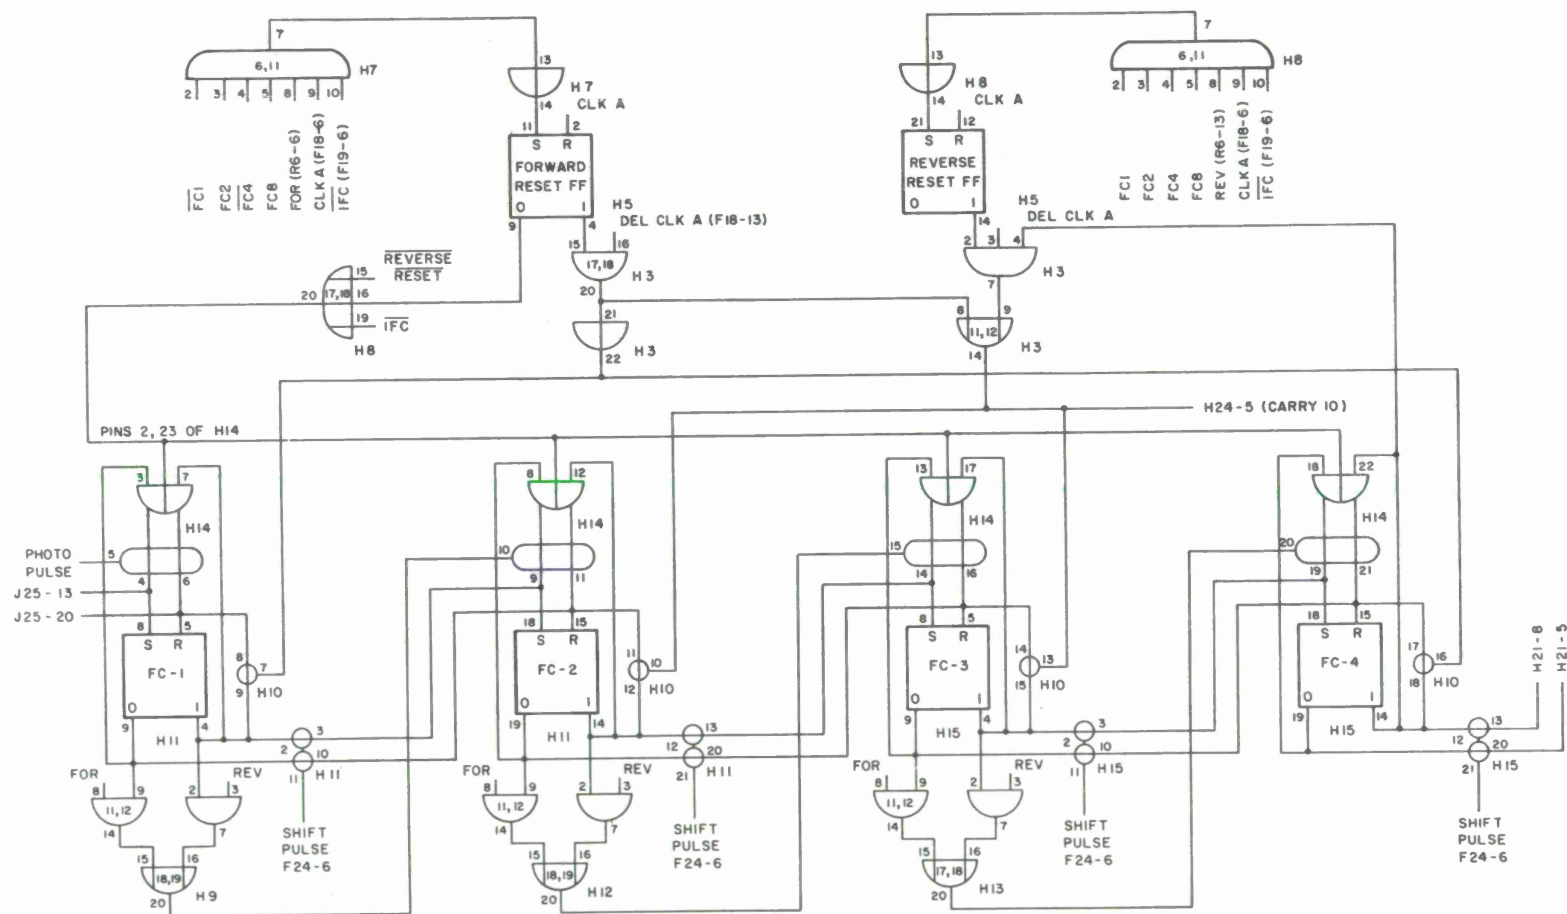 7
6,11
H7
2 3 4 5 8 9 10
FC1
FC2
FC4
FC8
FOR (R6-6)
CLK A (F18-6)
IFC (F19-6)
13
H7
14
CLK A
11 2
S R
FORWARD
RESET FF
0 1
9 4
H5
DEL CLK A (F18-13)
15 16
17,18
H3
20
21
H3
22
REVERSE
RESET
15
20 17,18 16
19
IFC
H8
7
6,11
H8
2 3 4 5 8 9 10
FC1
FC2
FC4
FC8
REV (R6-13)
CLK A (F18-6)
IFC (F19-6)
13
H8
14
CLK A
21 12
S R
REVERSE
RESET FF
0 1
14
H5
DEL CLK A
2 3 4
H3
7
8 9
11,12
H3
14
H24-5 (CARRY 10)
PINS 2, 23 OF H14
3 7
H14
PHOTO
PULSE
5
4 6
J25-13
J25-20
8 5
S R
FC-1
0 1
9 4
8
7
9
H10
H11
3
2 10
11 H11
FOR
8 9
11,12
14
REV
2 3
7
SHIFT
PULSE
F24-6
15 16
18,19
H9
20
8 12
H14
10
9 11
18 15
S R
FC-2
0 1
19 14
11
10
12
H10
H11
13
12 20
21 H11
FOR
8 9
11,12
14
REV
2 3
7
SHIFT
PULSE
F24-6
15 16
18,19
H12
20
13 17
H14
15
14 16
8 5
S R
FC-3
0 1
9 4
14
13
15
H10
H15
3
2 10
11 H15
FOR
8 9
11,12
14
REV
2 3
7
SHIFT
PULSE
F24-6
15 16
17,18
H13
20
18 22
H14
20
19 21
18 15
S R
FC-4
0 1
19 14
17
16
18
H10
H15
13
12 20
21 H15
H21-8
H21-5
SHIFT
PULSE
F24-6